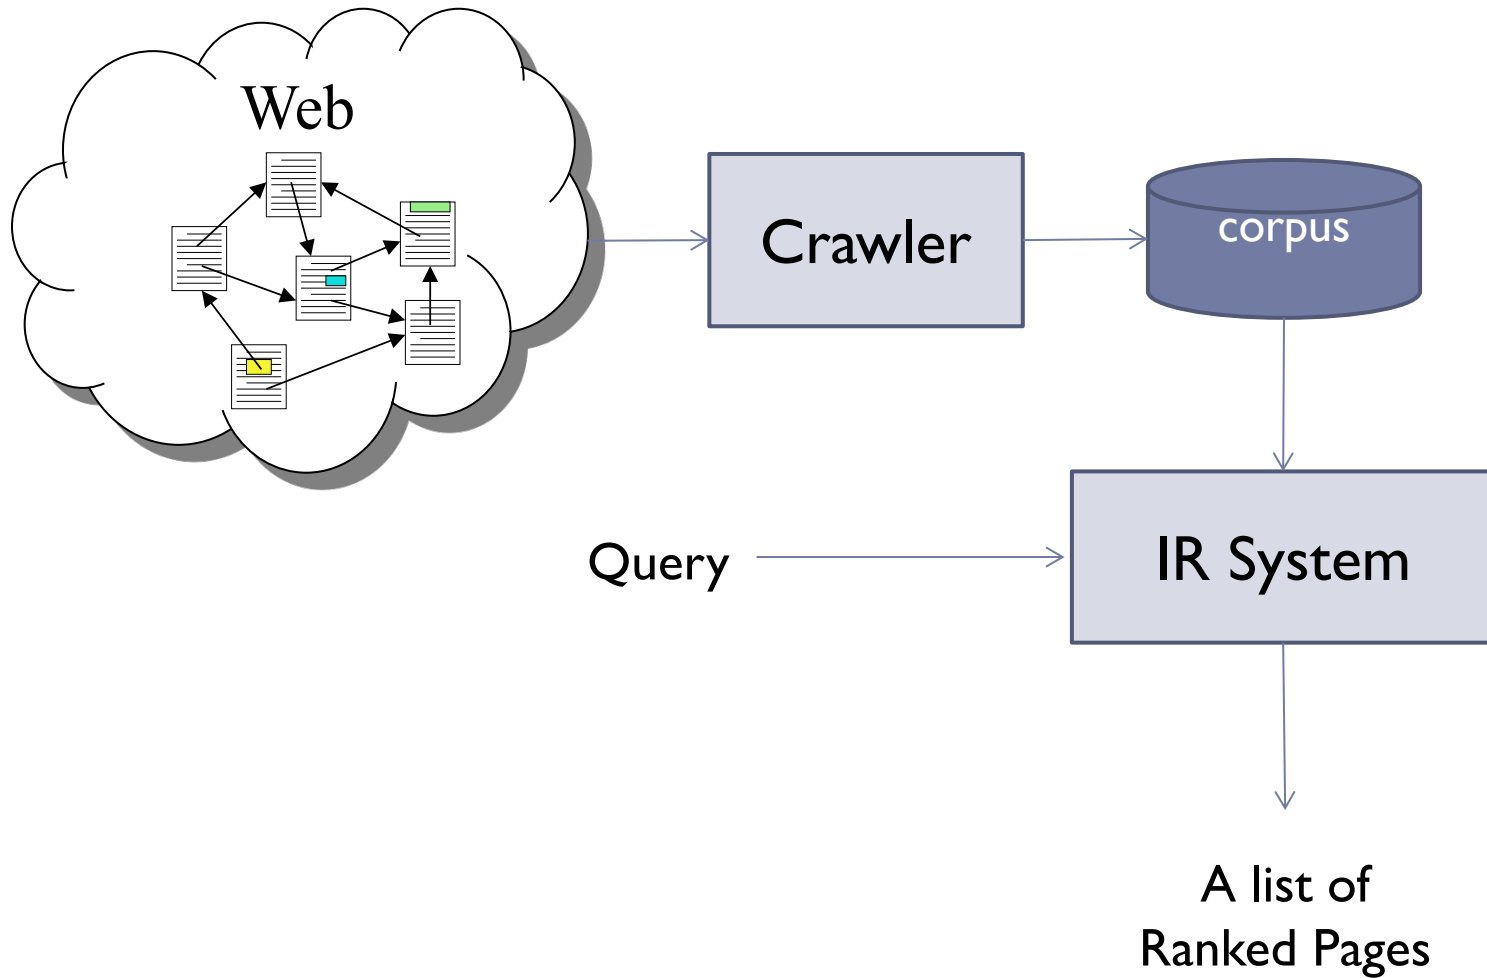 Web
Crawler
corpus
Query
IR System
A list of
Ranked Pages